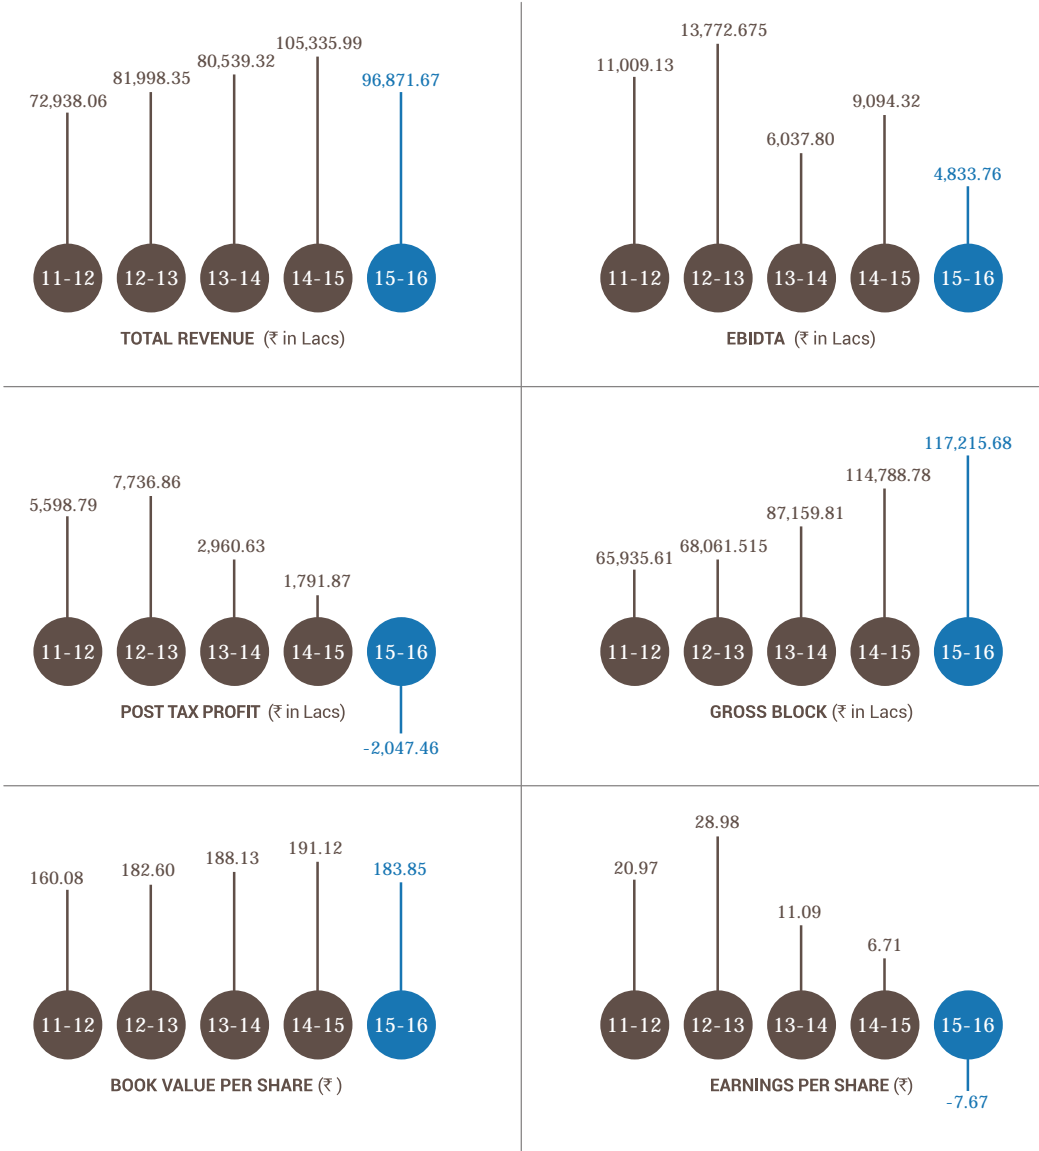 72,938.06 81,998.35 80,539.32 105,335.99 96,871.67
11-12 12-13 13-14 14-15 15-16
TOTAL REVENUE (₹ in Lacs)
11,009.13 13,772.675 6,037.80 9,094.32 4,833.76
11-12 12-13 13-14 14-15 15-16
EBIDTA (₹ in Lacs)
5,598.79 7,736.86 2,960.63 1,791.87
11-12 12-13 13-14 14-15 15-16
POST TAX PROFIT (₹ in Lacs)
-2,047.46
65,935.61 68,061.515 87,159.81 114,788.78 117,215.68
11-12 12-13 13-14 14-15 15-16
GROSS BLOCK (₹ in Lacs)
160.08 182.60 188.13 191.12 183.85
11-12 12-13 13-14 14-15 15-16
BOOK VALUE PER SHARE (₹ )
20.97 28.98 11.09 6.71
11-12 12-13 13-14 14-15 15-16
EARNINGS PER SHARE (₹)
-7.67